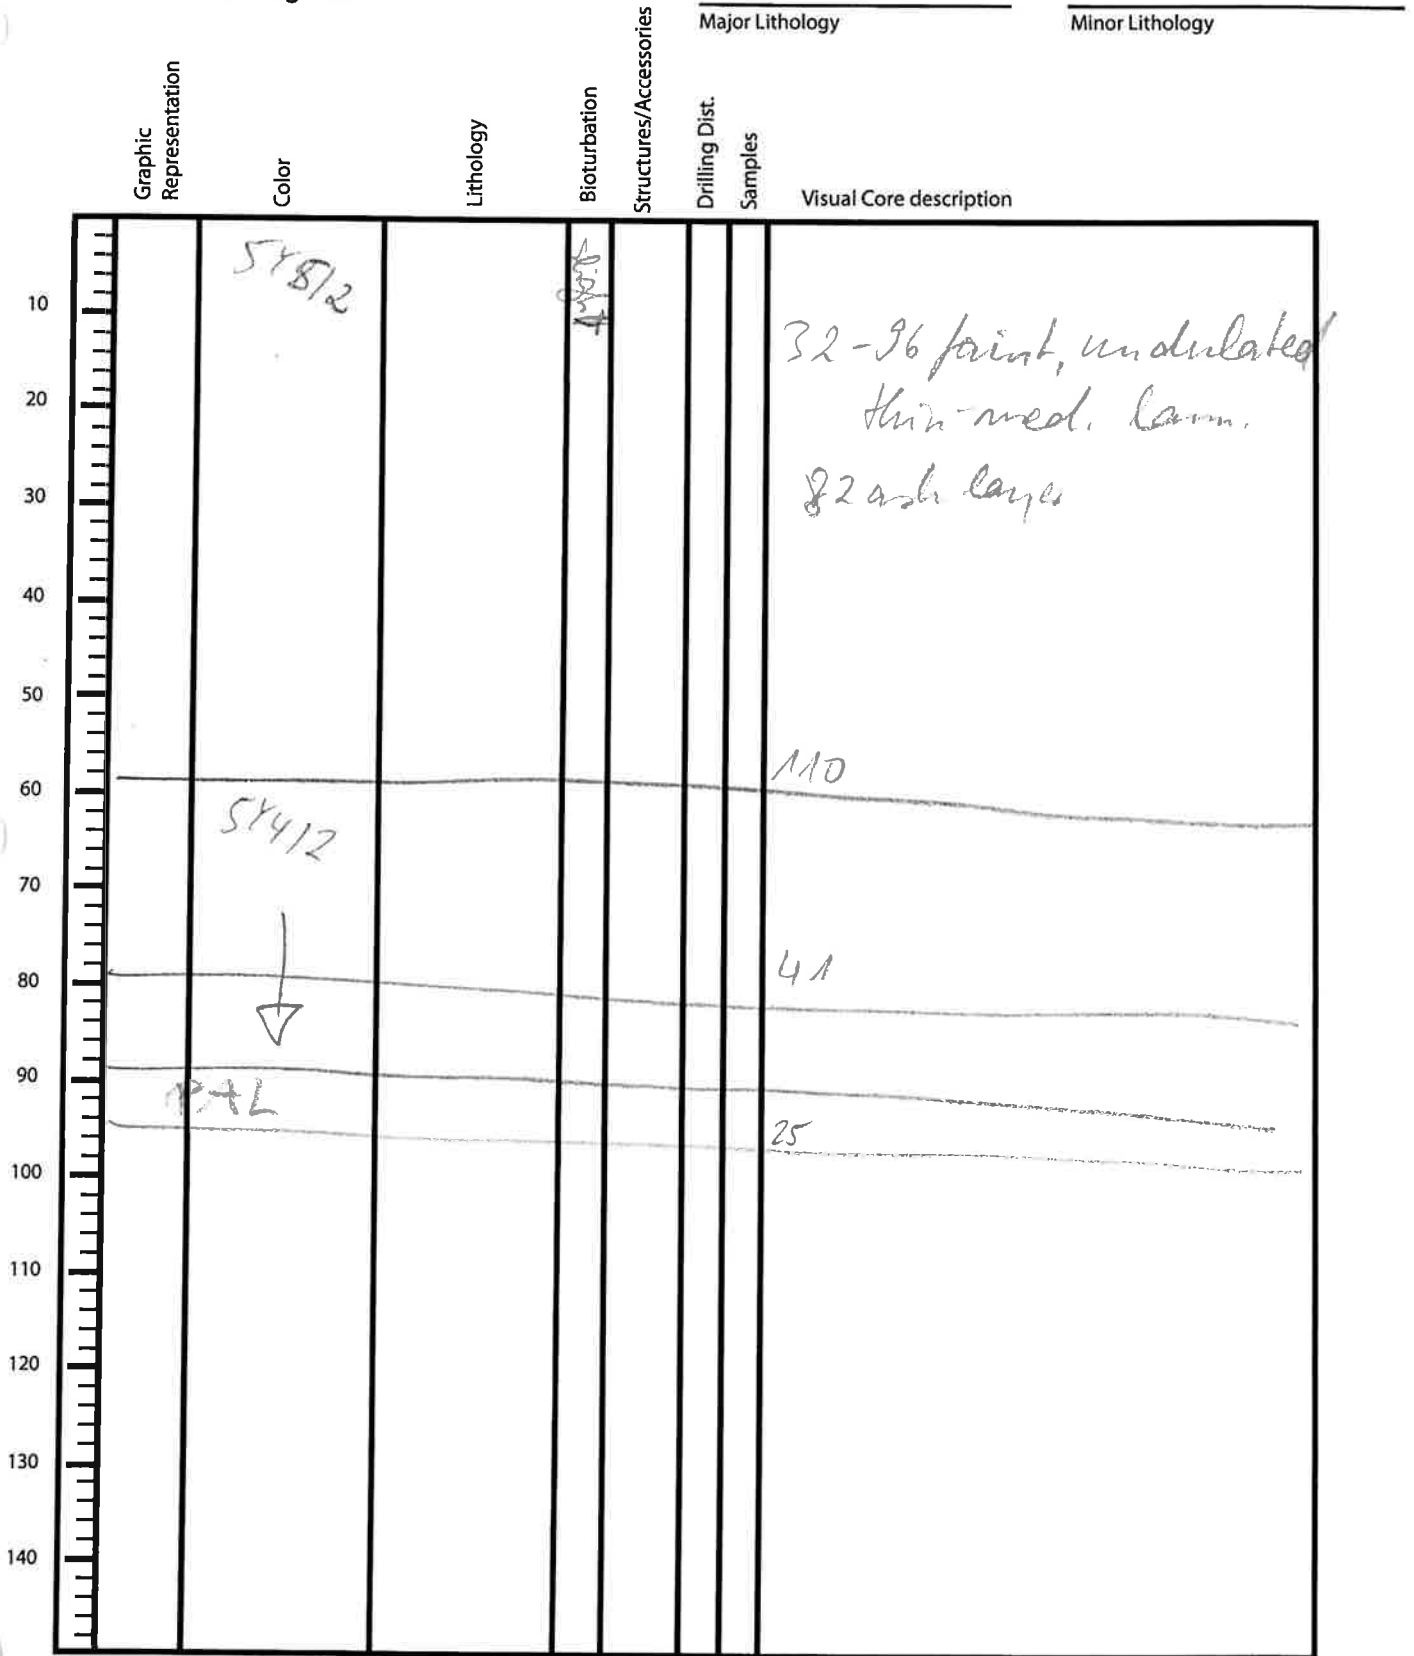 Major Lithology
Minor Lithology
Graphic
Representation
Color
Lithology
Bioturbation
Structures/Accessories
Drilling Dist.
Samples
Visual Core description
10
20
30
40
50
60
70
80
90
100
110
120
130
140
32-96 faint, undulated
thin-med. lam.
82 ash layer
110
5Y4/2
41
PAL
25